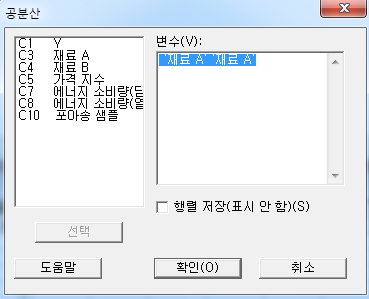 공분산
C1 Y
C3 재료 A
C4 재료 B
C5 가격 지수
C7 에너지 소비량(닫
C8 에너지 소비량(열
C10 포아송 샘플
변수(V):
'재료 A' '재료 A'
행렬 저장(표시 안 함)(S)
선택
도움말
확인(O)
취소